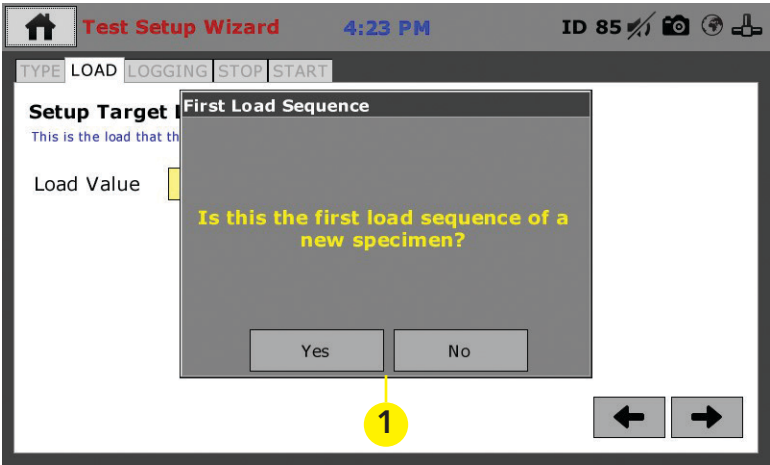 Test Setup Wizard 4:23 PM ID 85
TYPE LOAD LOGGING STOP START
Setup Target
This is the load that th
Load Value
First Load Sequence
Is this the first load sequence of a
new specimen?
Yes No
1